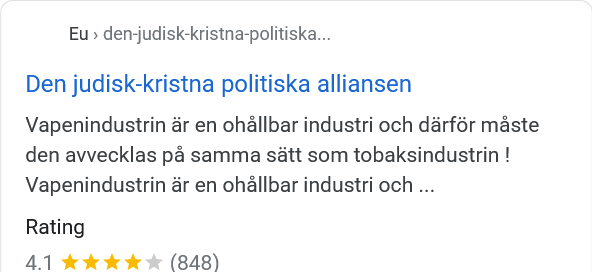 Eu › den-judisk-kristna-politiska...
Den judisk-kristna politiska alliansen
Vapenindustrin är en ohållbar industri och därför måste
den avvecklas på samma sätt som tobaksindustrin !
Vapenindustrin är en ohållbar industri och ...
Rating
4.1 ★★★★★ (848)